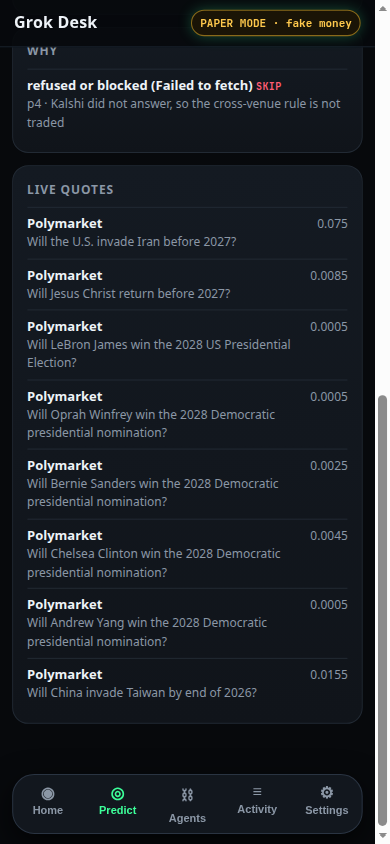 Grok Desk
PAPER MODE · fake money
WHY
refused or blocked (Failed to fetch) SKIP
p4 · Kalshi did not answer, so the cross-venue rule is not
traded
LIVE QUOTES
Polymarket 0.075
Will the U.S. invade Iran before 2027?
Polymarket 0.0085
Will Jesus Christ return before 2027?
Polymarket 0.0005
Will LeBron James win the 2028 US Presidential
Election?
Polymarket 0.0005
Will Oprah Winfrey win the 2028 Democratic
presidential nomination?
Polymarket 0.0025
Will Bernie Sanders win the 2028 Democratic
presidential nomination?
Polymarket 0.0045
Will Chelsea Clinton win the 2028 Democratic
presidential nomination?
Polymarket 0.0005
Will Andrew Yang win the 2028 Democratic
presidential nomination?
Polymarket 0.0155
Will China invade Taiwan by end of 2026?
Home Predict Agents Activity Settings